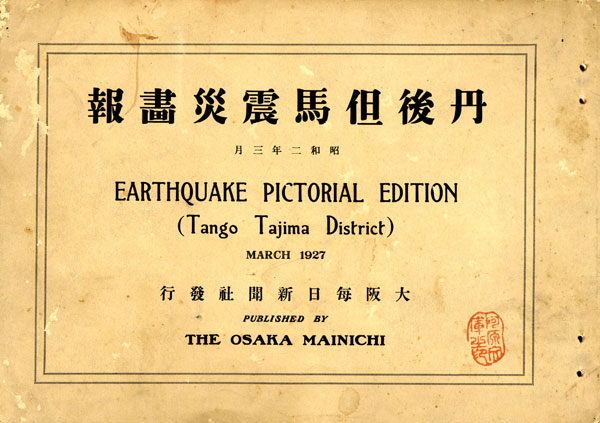 丹後但馬震災畫報
昭和二年三月
EARTHQUAKE PICTORIAL EDITION
(Tango Tajima District)
MARCH 1927
大阪每日新聞社發行
PUBLISHED BY
THE OSAKA MAINICHI